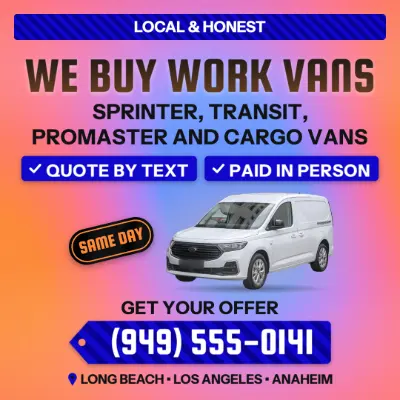 LOCAL & HONEST
WE BUY WORK VANS
SPRINTER, TRANSIT,
PROMASTER AND CARGO VANS
✓ QUOTE BY TEXT ✓ PAID IN PERSON
SAME DAY
GET YOUR OFFER
(949) 555-0141
LONG BEACH • LOS ANGELES • ANAHEIM